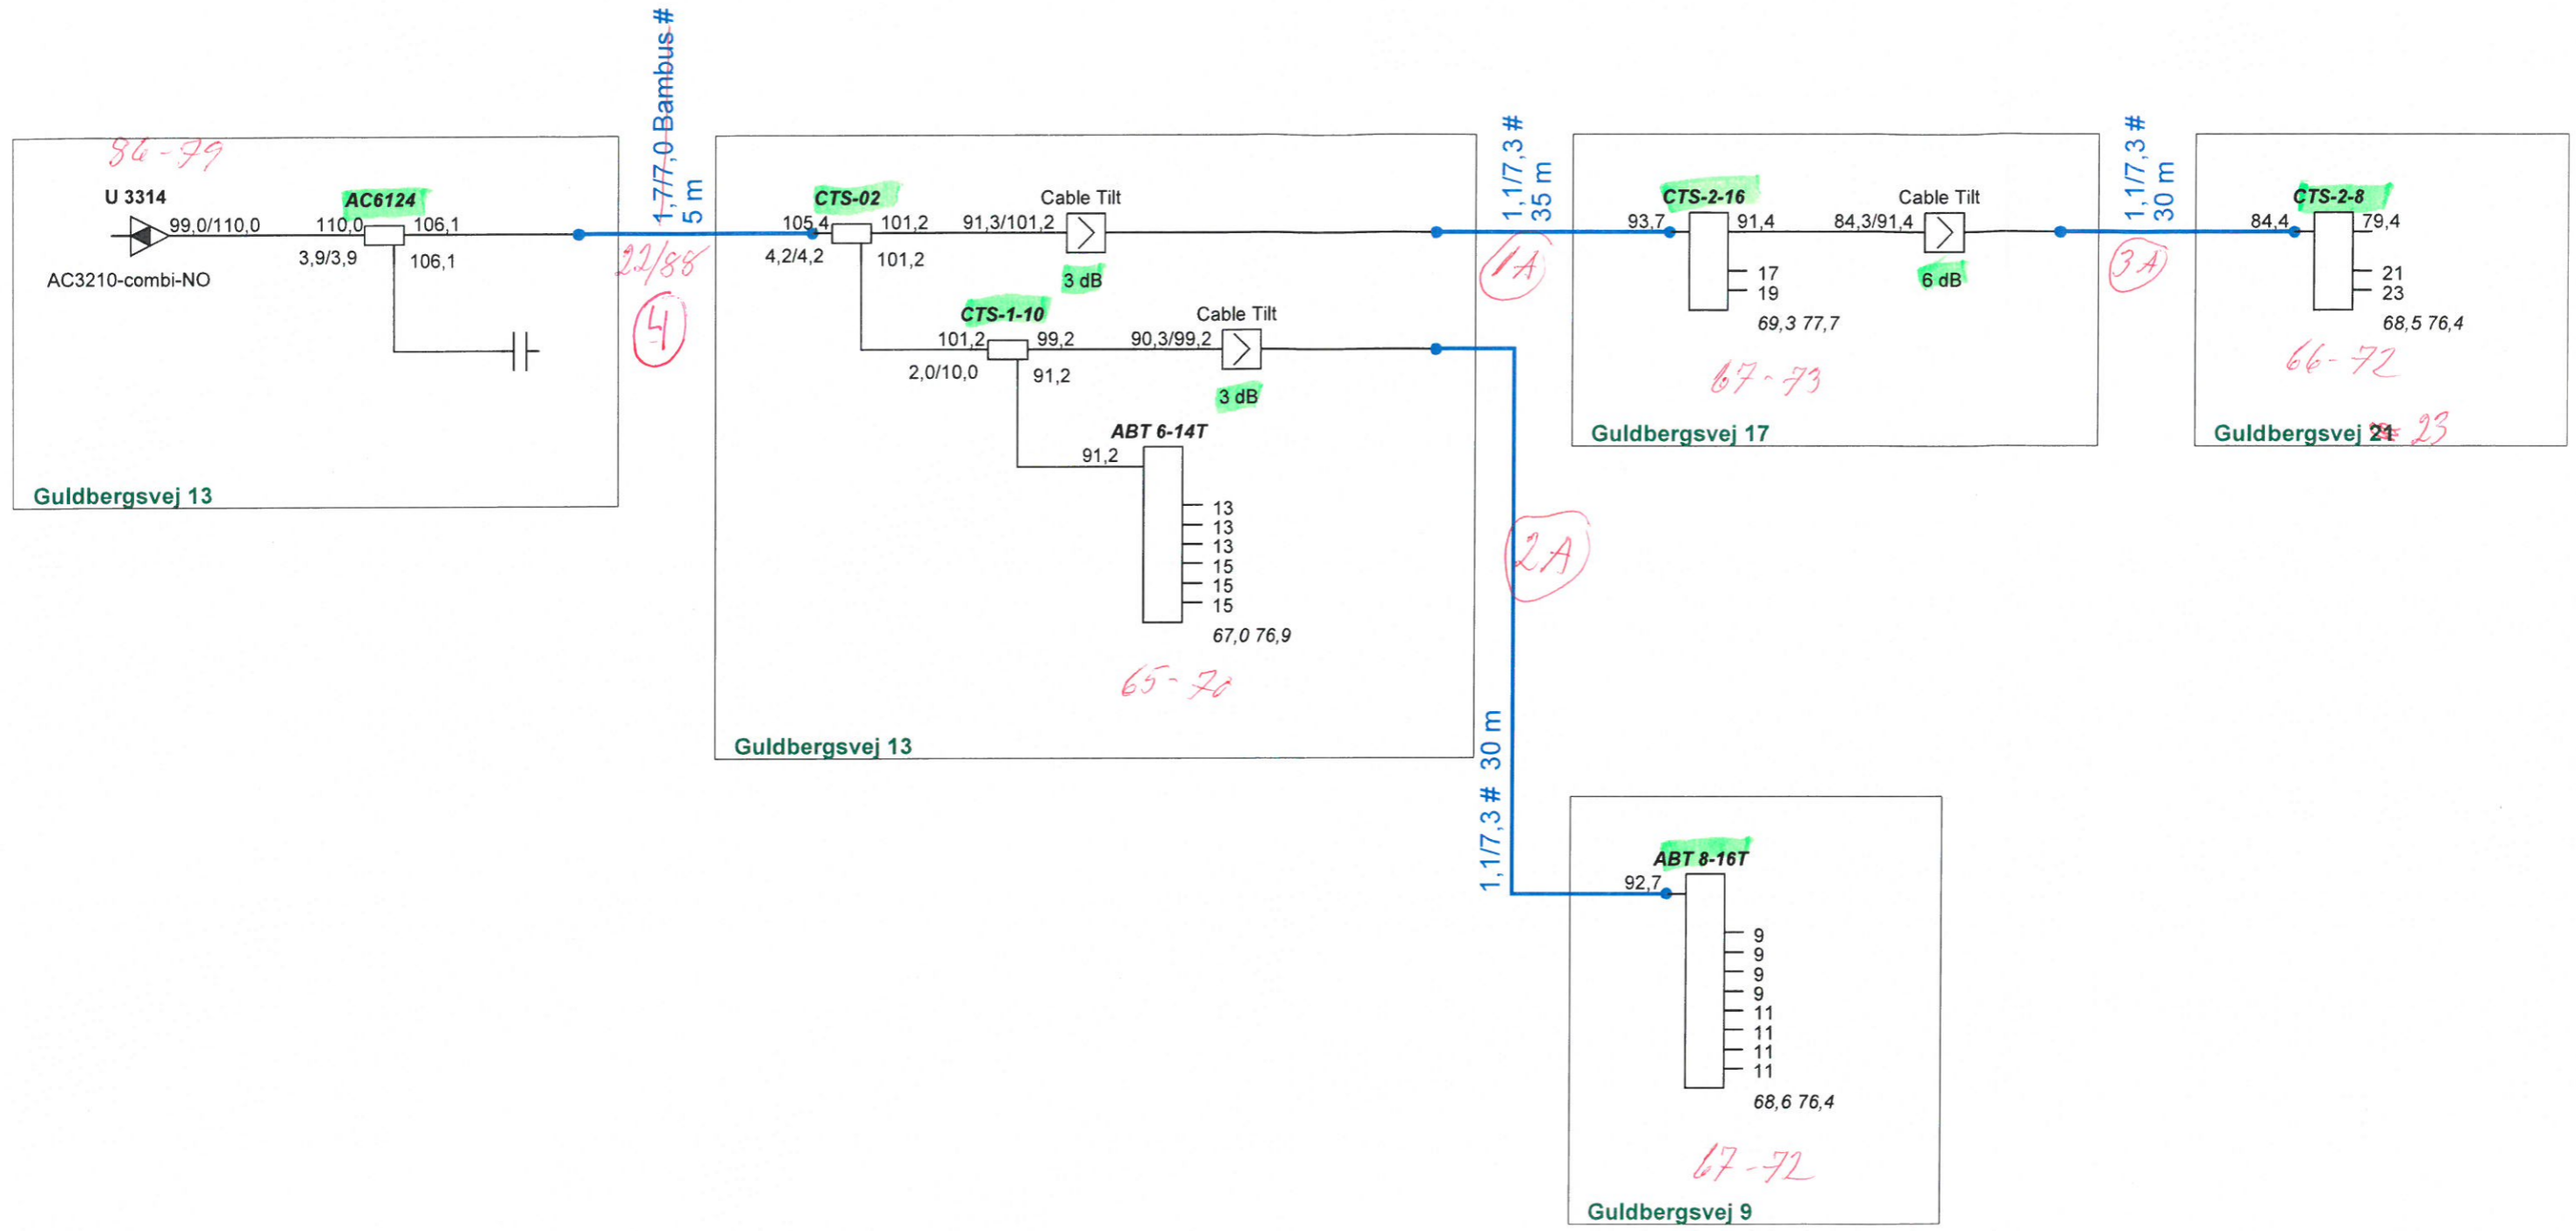 86-79
U 3314
99,0/110,0
AC3210-combi-NO
AC6124
110,0
106,1
3,9/3,9
106,1
Guldbergsvej 13
1,7/7,0 Bambus #
5 m
22/88
4
CTS-02
105,4
101,2
4,2/4,2
101,2
91,3/101,2
Cable Tilt
3 dB
CTS-1-10
101,2
99,2
2,0/10,0
91,2
90,3/99,2
Cable Tilt
3 dB
ABT 6-14T
91,2
13
13
13
15
15
15
67,0 76,9
65-70
Guldbergsvej 13
1,1/7,3 #
35 m
1A
CTS-2-16
93,7
91,4
17
19
69,3 77,7
67-73
84,3/91,4
Cable Tilt
6 dB
Guldbergsvej 17
1,1/7,3 #
30 m
3A
CTS-2-8
84,4
79,4
21
23
68,5 76,4
66-72
Guldbergsvej 21 23
2A
1,1/7,3 # 30 m
ABT 8-16T
92,7
9
9
9
9
11
11
11
11
68,6 76,4
67-72
Guldbergsvej 9